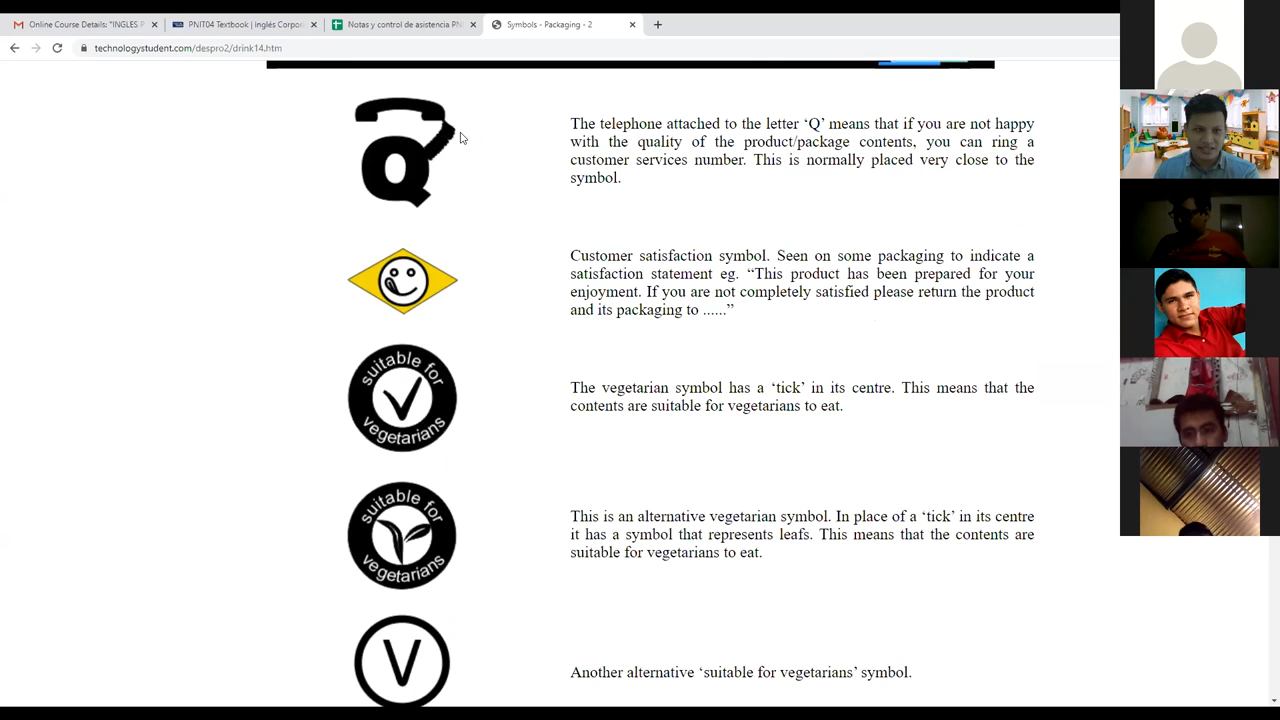 Online Course Details: "INGLES P
PNIT04 Textbook | Inglés Corpor
Notas y control de asistencia PN
Symbols - Packaging - 2
technologystudent.com/despro2/drink14.htm
Q
The telephone attached to the letter ‘Q’ means that if you are not happy
with the quality of the product/package contents, you can ring a
customer services number. This is normally placed very close to the
symbol.
Customer satisfaction symbol. Seen on some packaging to indicate a
satisfaction statement eg. “This product has been prepared for your
enjoyment. If you are not completely satisfied please return the product
and its packaging to ......”
suitable for
vegetarians
The vegetarian symbol has a ‘tick’ in its centre. This means that the
contents are suitable for vegetarians to eat.
suitable for
vegetarians
This is an alternative vegetarian symbol. In place of a ‘tick’ in its centre
it has a symbol that represents leafs. This means that the contents are
suitable for vegetarians to eat.
V
Another alternative ‘suitable for vegetarians’ symbol.